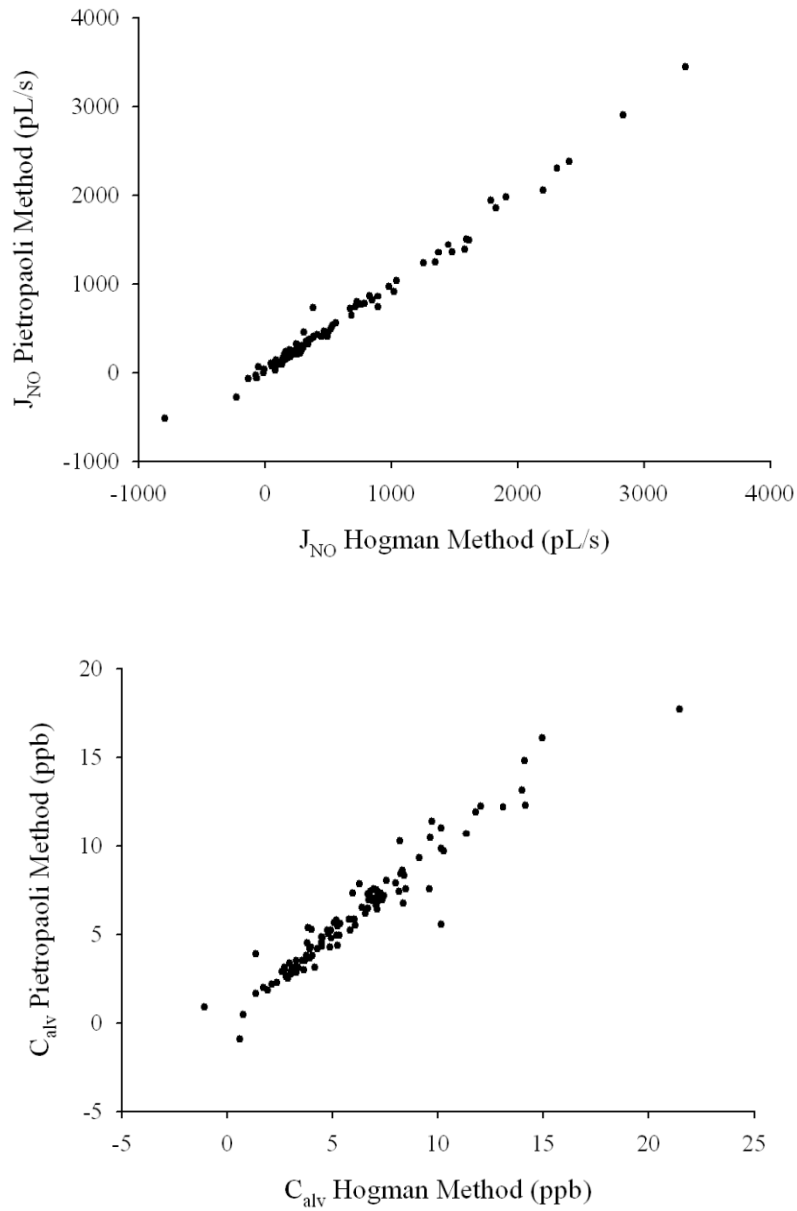 4000
3000
2000
1000
0
-1000
J_NO Pietropaoli Method (pL/s)
-1000 0 1000 2000 3000 4000
J_NO Hogman Method (pL/s)
20
15
10
5
0
-5
C_alv Pietropaoli Method (ppb)
-5 0 5 10 15 20 25
C_alv Hogman Method (ppb)